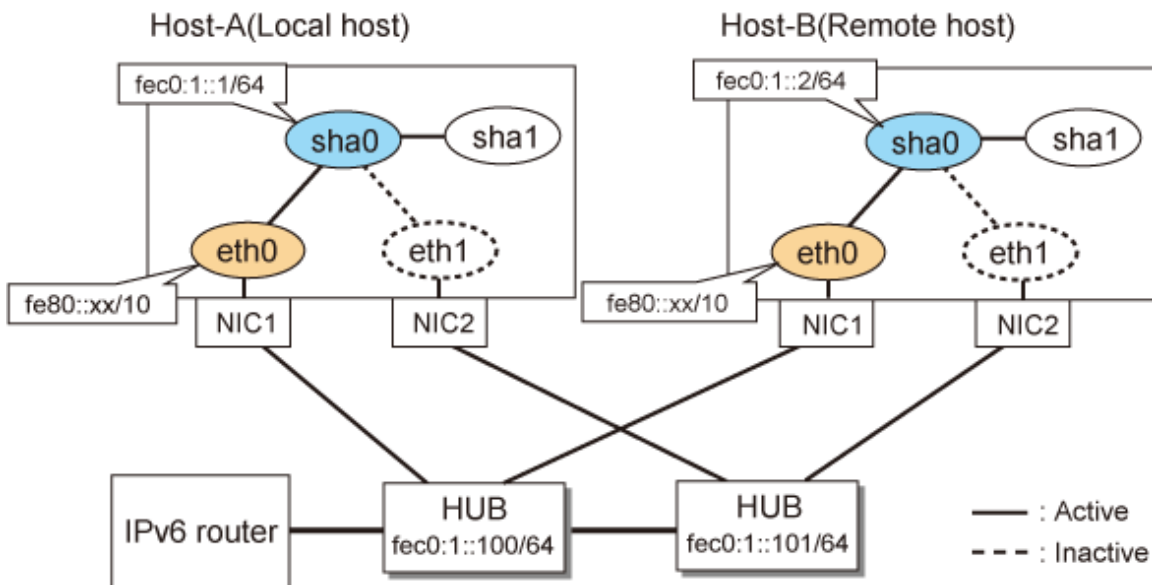 Host-A(Local host)
Host-B(Remote host)
fec0:1::1/64
fec0:1::2/64
sha0
sha1
sha0
sha1
eth0
eth1
eth0
eth1
fe80::xx/10
fe80::xx/10
NIC1
NIC2
NIC1
NIC2
IPv6 router
HUB
fec0:1::100/64
HUB
fec0:1::101/64
: Active
: Inactive